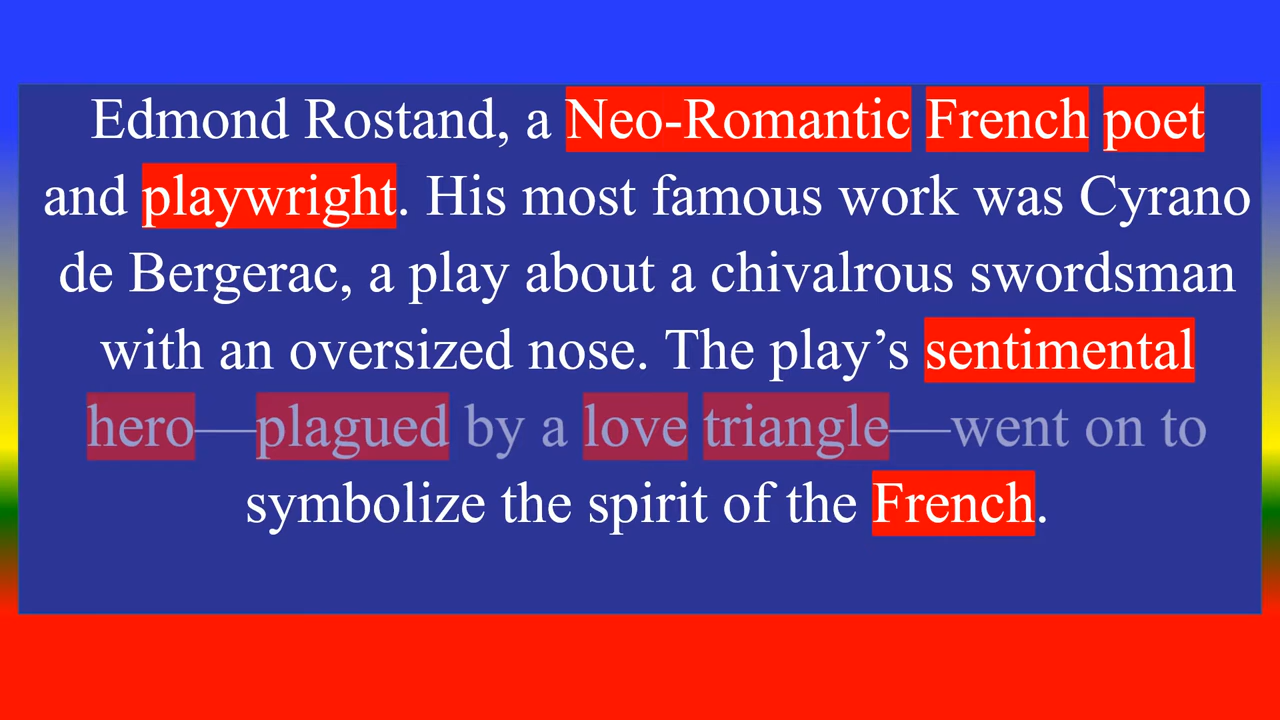 Edmond Rostand, a Neo-Romantic French poet
and playwright. His most famous work was Cyrano
de Bergerac, a play about a chivalrous swordsman
with an oversized nose. The play’s sentimental
hero—plagued by a love triangle—went on to
symbolize the spirit of the French.